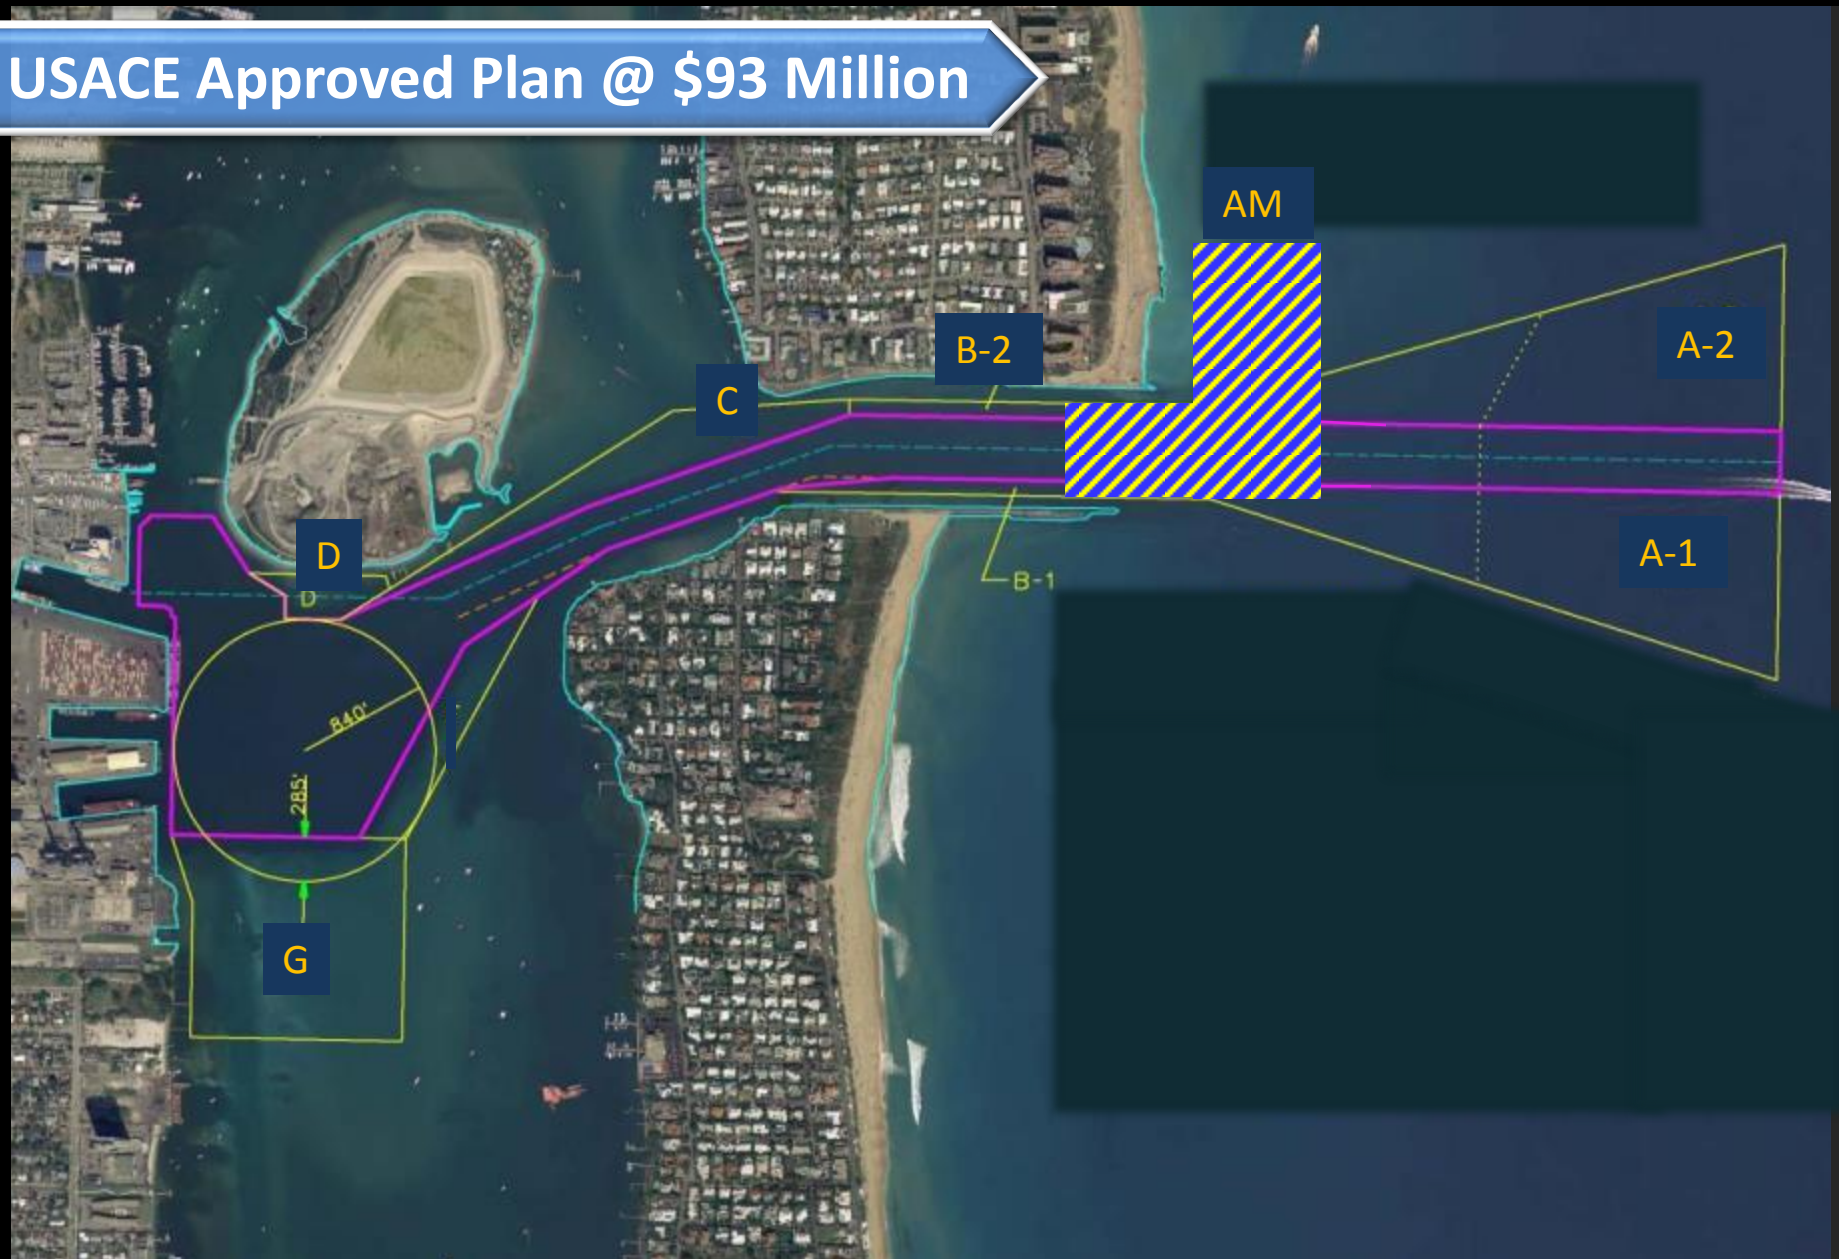 USACE Approved Plan @ $93 Million
AM
B-2
A-2
C
D
D
A-1
B-1
840'
285'
G